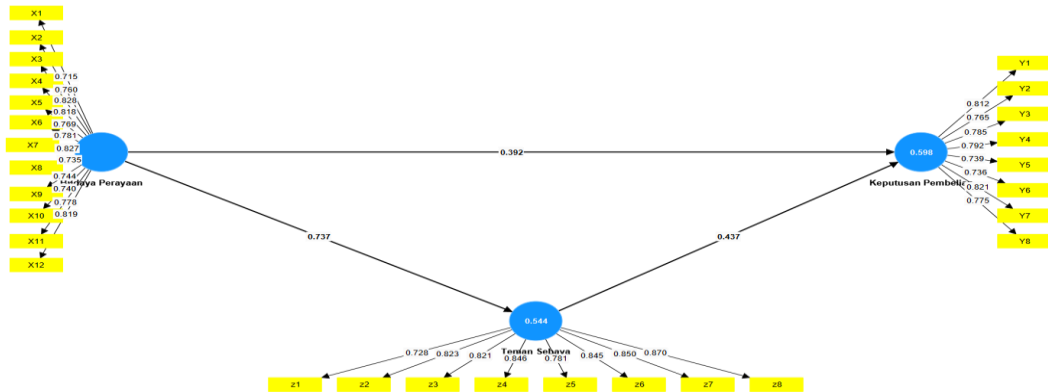 X1
X2
X3
X4
X5
X6
X7
X8
X9
X10
X11
X12
0.715
0.760
0.828
0.818
0.769
0.781
0.827
0.735
0.744
0.740
0.778
0.819
Perayaan
0.392
0.737
0.437
0.598
Keputusan
Y1
Y2
Y3
Y4
Y5
Y6
Y7
Y8
0.812
0.765
0.785
0.792
0.739
0.736
0.821
0.775
0.544
Teman Sebaya
0.728
0.823
0.821
0.846
0.781
0.845
0.850
0.870
z1
z2
z3
z4
z5
z6
z7
z8